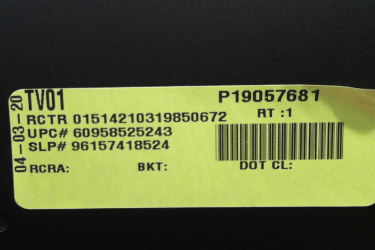 04-03-20
TV01 P19057681
RCTR 01514210319850672 RT :1
UPC# 60958525243
SLP# 96157418524
RCRA: BKT: DOT CL: